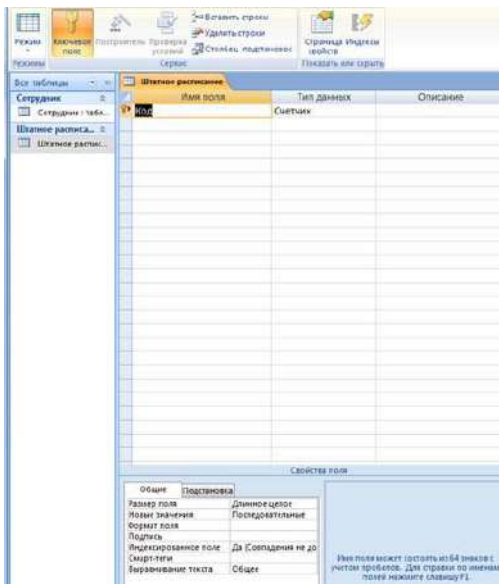 Режим
Ключевое поле
Построитель
Проверка условий
Вставить строки
Удалить строки
Столбец подстановок
Страница свойств
Индексы
Режимы
Сервис
Показать или скрыть
Все таблицы
Сотрудник
Сотрудник : табл...
Штатное расписа...
Штатное распис...
Штатное расписание
Имя поля
Тип данных
Описание
Код
Счетчик
Свойства поля
Общие
Подстановка
Размер поля
Длинное целое
Новые значения
Последовательные
Формат поля
Подпись
Индексированное поле
Да (Совпадения не до
Смарт-теги
Выравнивание текста
Общее
Имя поля может состоять из 64 знаков с
учетом пробелов. Для справки по именам
полей нажмите клавишу F1.